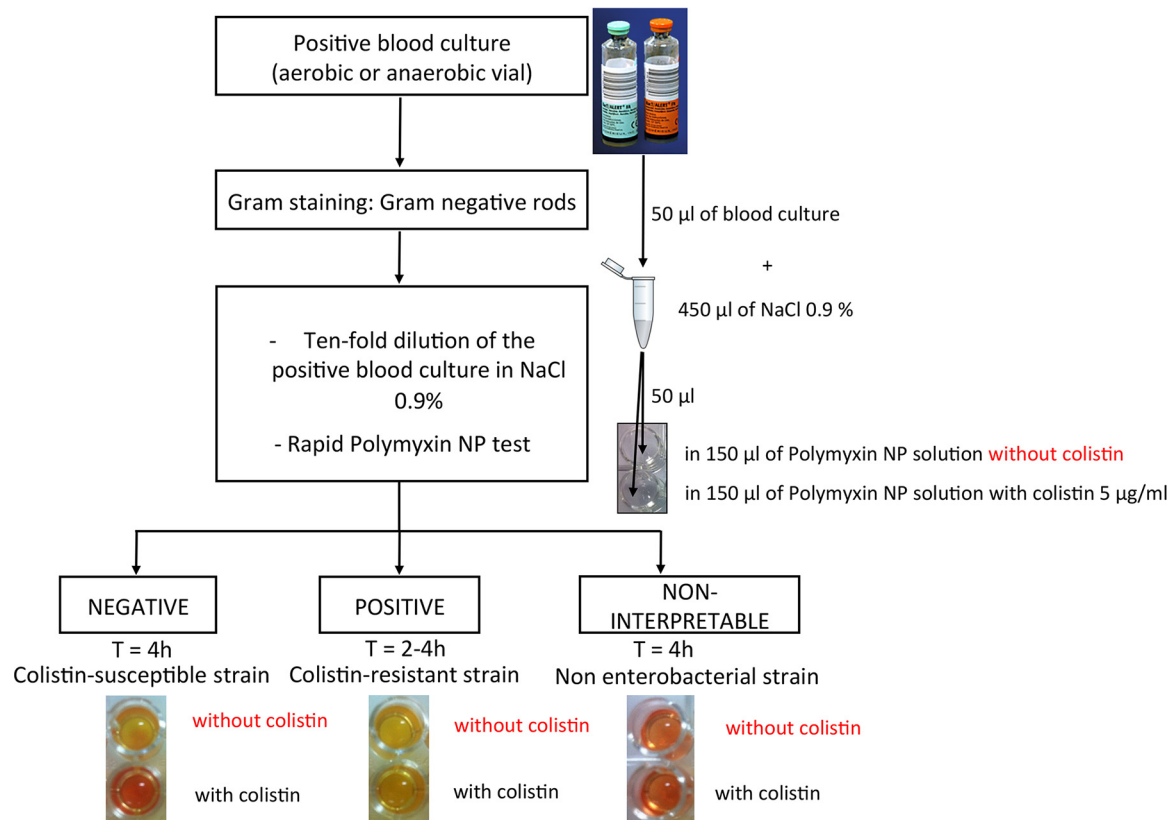 Positive blood culture
(aerobic or anaerobic vial)
Gram staining: Gram negative rods
50 µl of blood culture
+
450 µl of NaCl 0.9 %
- Ten-fold dilution of the
positive blood culture in NaCl
0.9%
- Rapid Polymyxin NP test
50 µl
in 150 µl of Polymyxin NP solution without colistin
in 150 µl of Polymyxin NP solution with colistin 5 µg/ml
NEGATIVE
T = 4h
Colistin-susceptible strain
without colistin
with colistin
POSITIVE
T = 2-4h
Colistin-resistant strain
without colistin
with colistin
NON-
INTERPRETABLE
T = 4h
Non enterobacterial strain
without colistin
with colistin